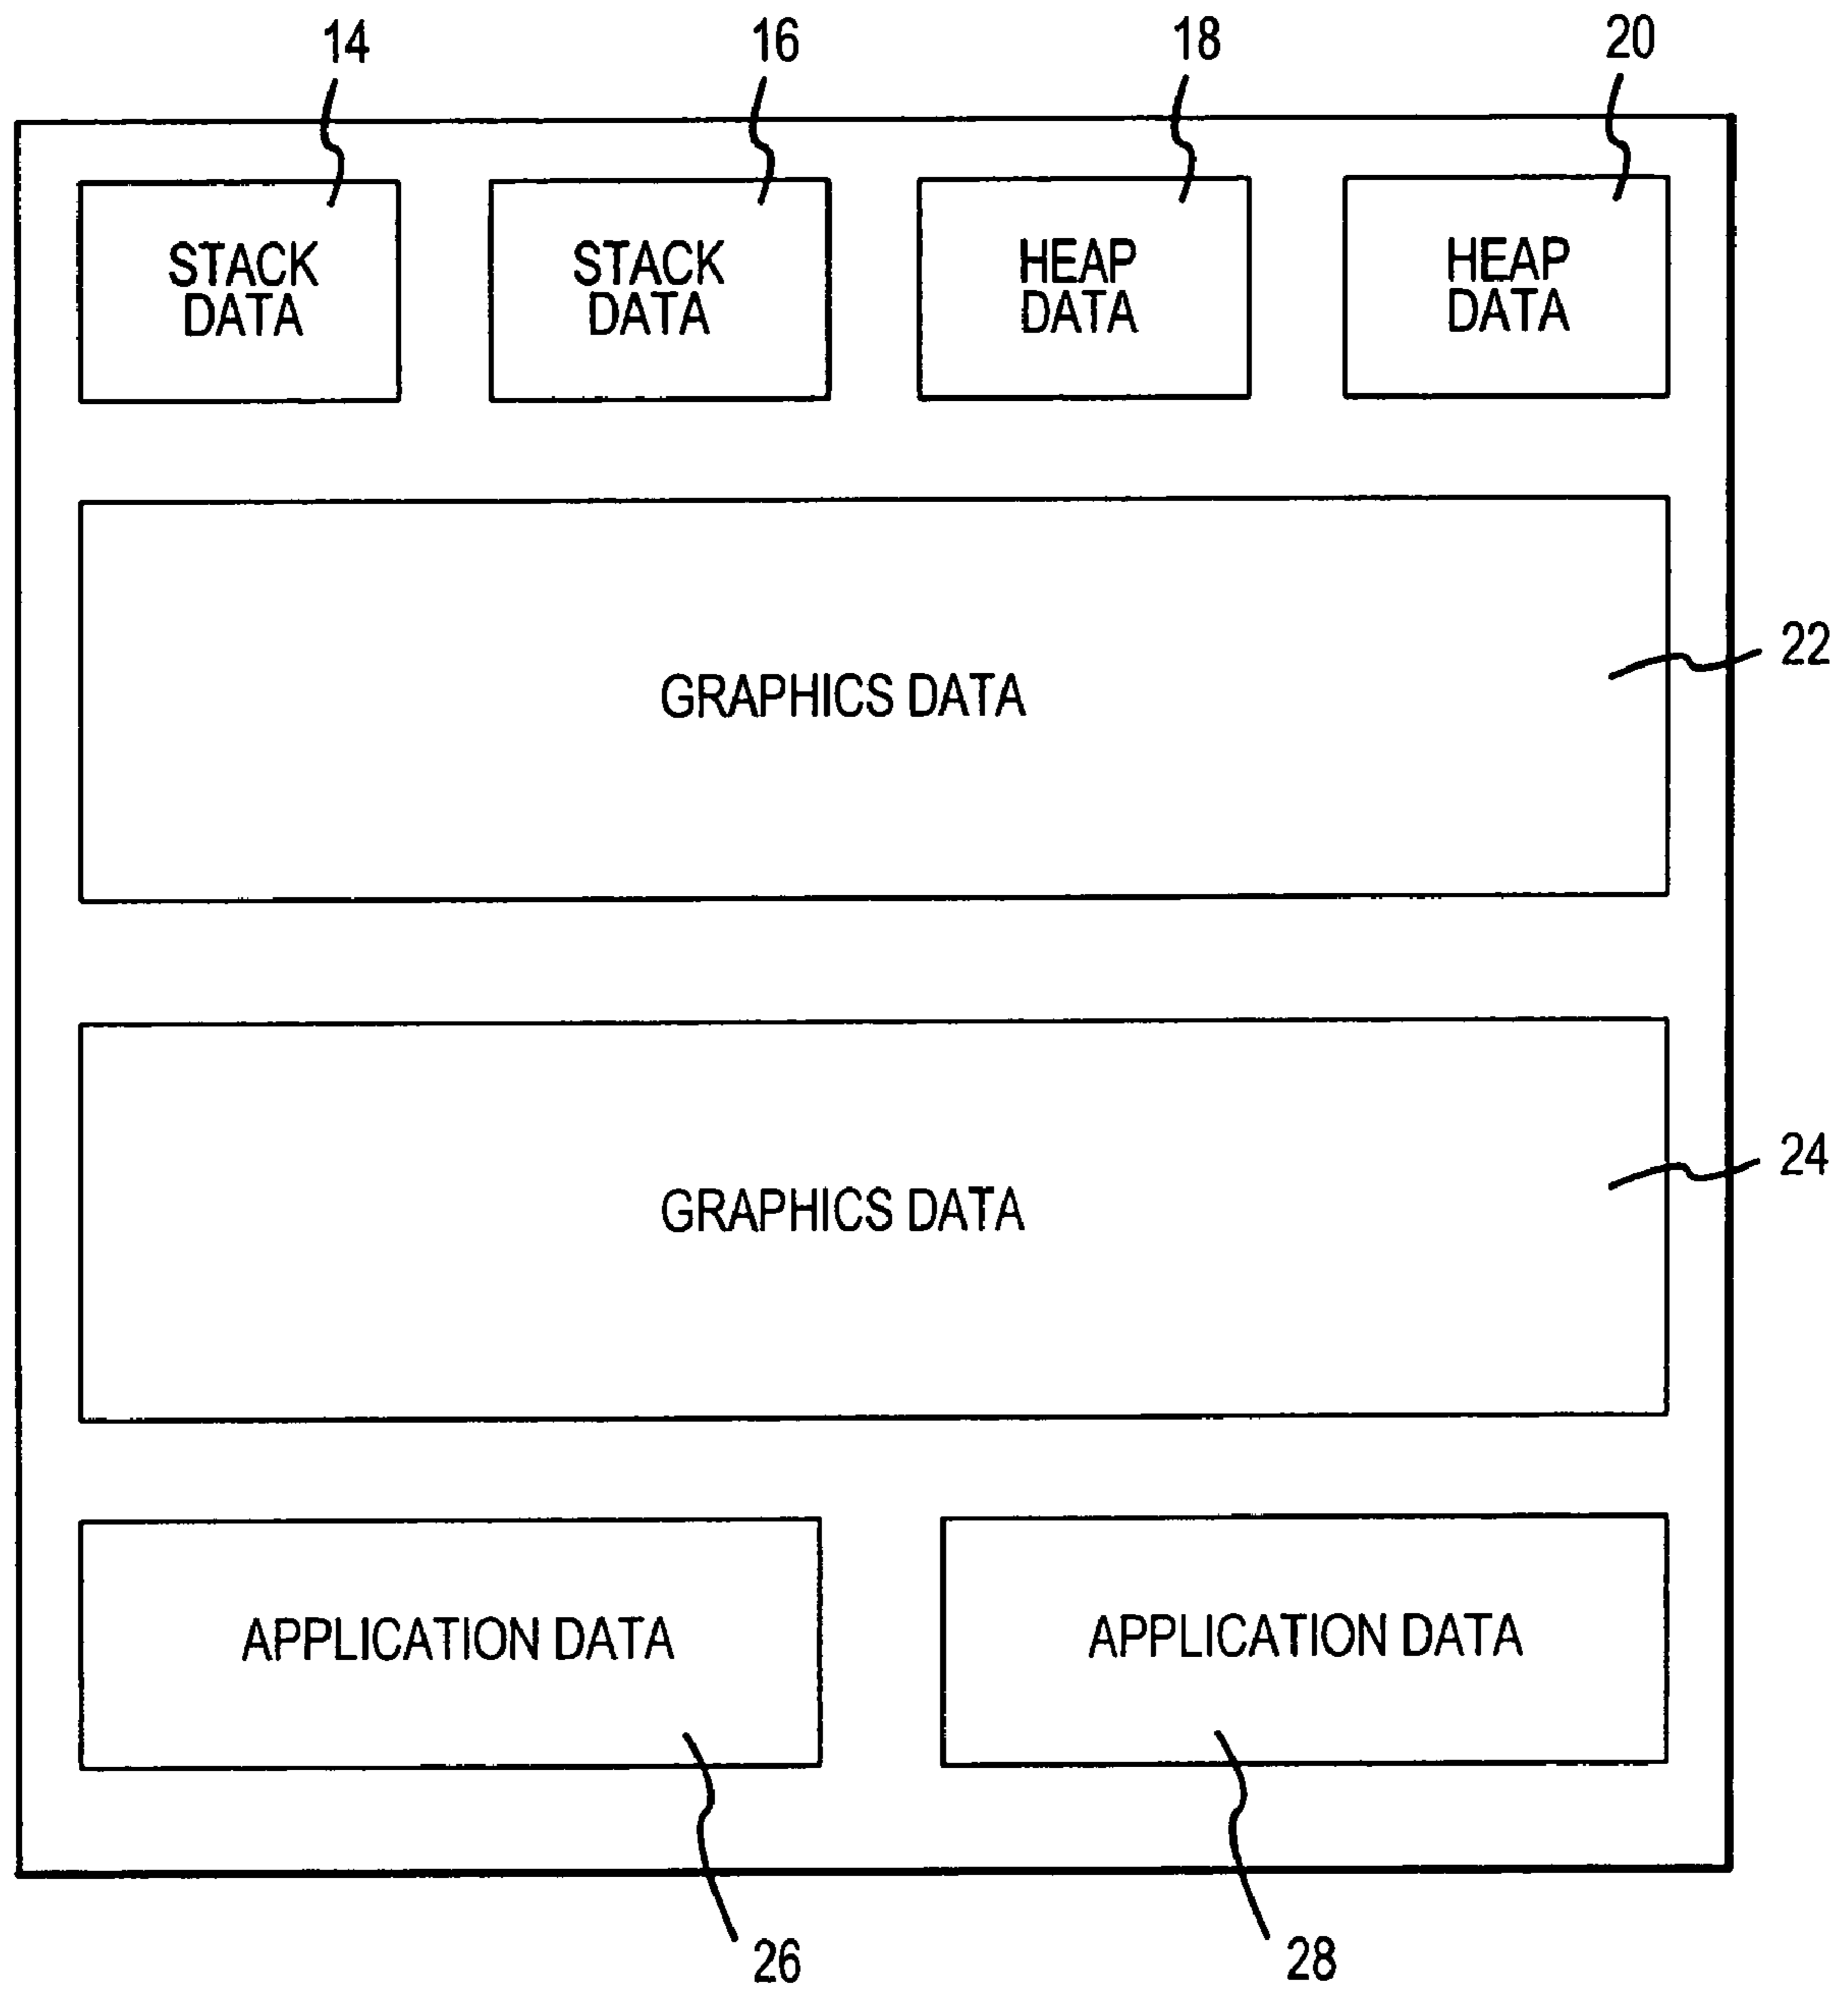 14
16
18
20
STACK
DATA
STACK
DATA
HEAP
DATA
HEAP
DATA
GRAPHICS DATA
22
GRAPHICS DATA
24
APPLICATION DATA
APPLICATION DATA
26
28